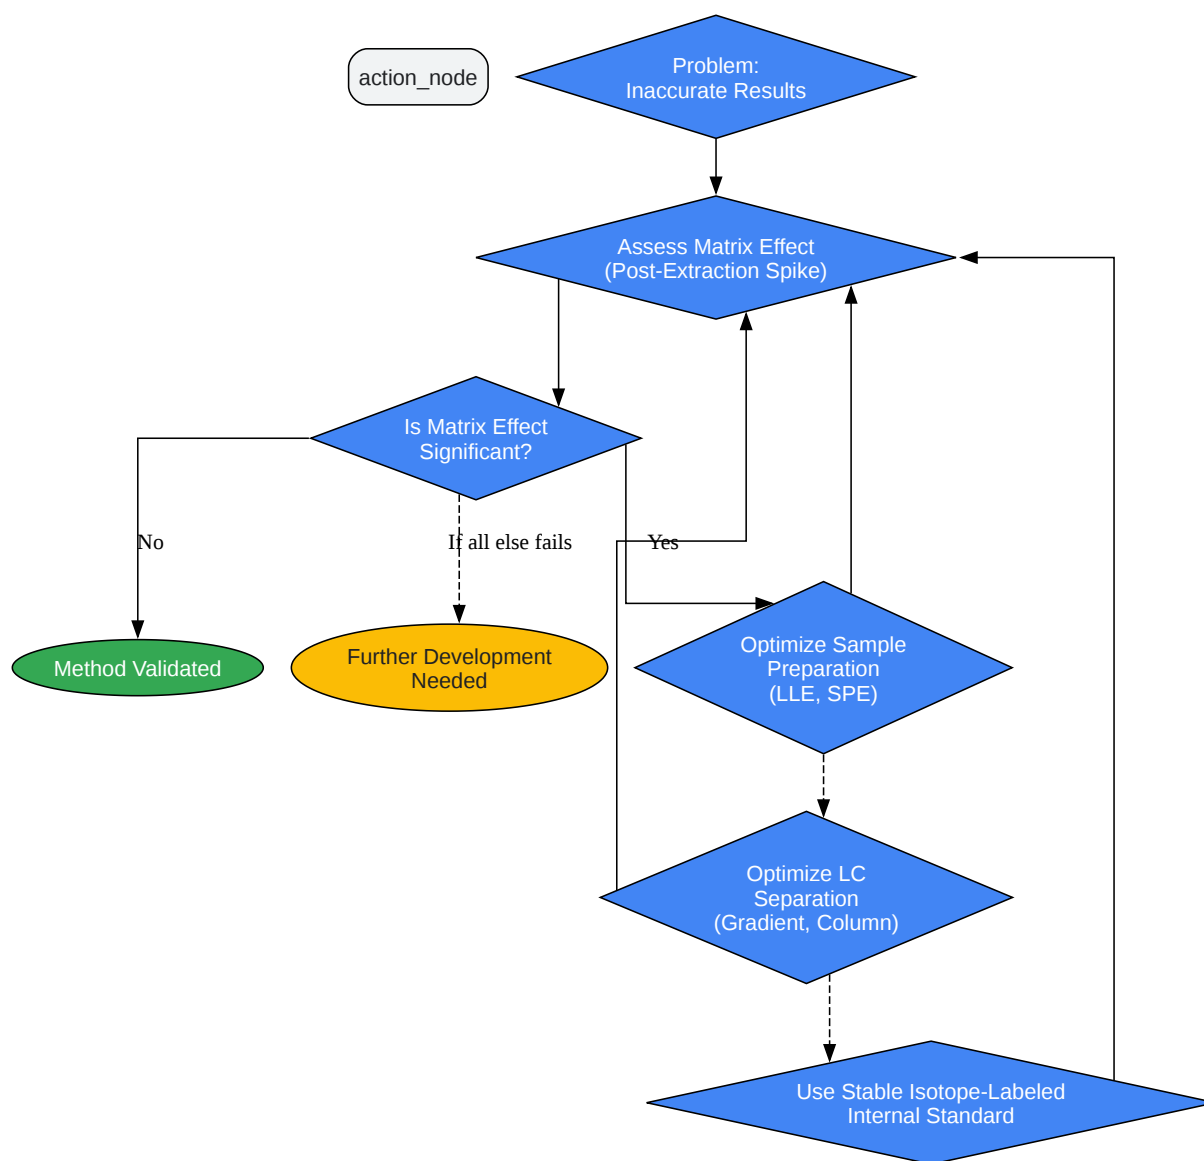 action_node
Problem:
Inaccurate Results
Assess Matrix Effect
(Post-Extraction Spike)
Is Matrix Effect
Significant?
No
If all else fails
Yes
Method Validated
Further Development
Needed
Optimize Sample
Preparation
(LLE, SPE)
Optimize LC
Separation
(Gradient, Column)
Use Stable Isotope-Labeled
Internal Standard